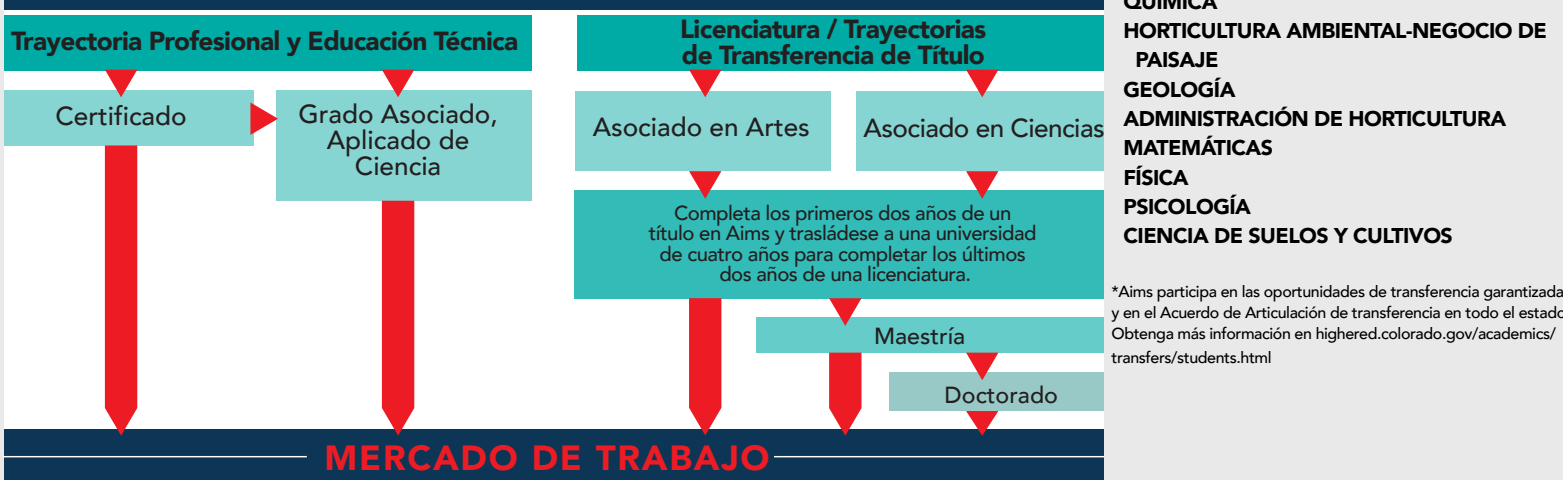 Trayectoria Profesional y Educación Técnica
Licenciatura / Trayectorias
de Transferencia de Título
Certificado
Grado Asociado,
Aplicado de
Ciencia
Asociado en Artes
Asociado en Ciencias
Completa los primeros dos años de un
título en Aims y trasládese a una universidad
de cuatro años para completar los últimos
dos años de una licenciatura.
Maestría
Doctorado
MERCADO DE TRABAJO
QUÍMICA
HORTICULTURA AMBIENTAL-NEGOCIO DE
PAISAJE
GEOLOGÍA
ADMINISTRACIÓN DE HORTICULTURA
MATEMÁTICAS
FÍSICA
PSICOLOGÍA
CIENCIA DE SUELOS Y CULTIVOS
*Aims participa en las oportunidades de transferencia garantizada
y en el Acuerdo de Articulación de transferencia en todo el estado
Obtenga más información en highered.colorado.gov/academics/
transfers/students.html